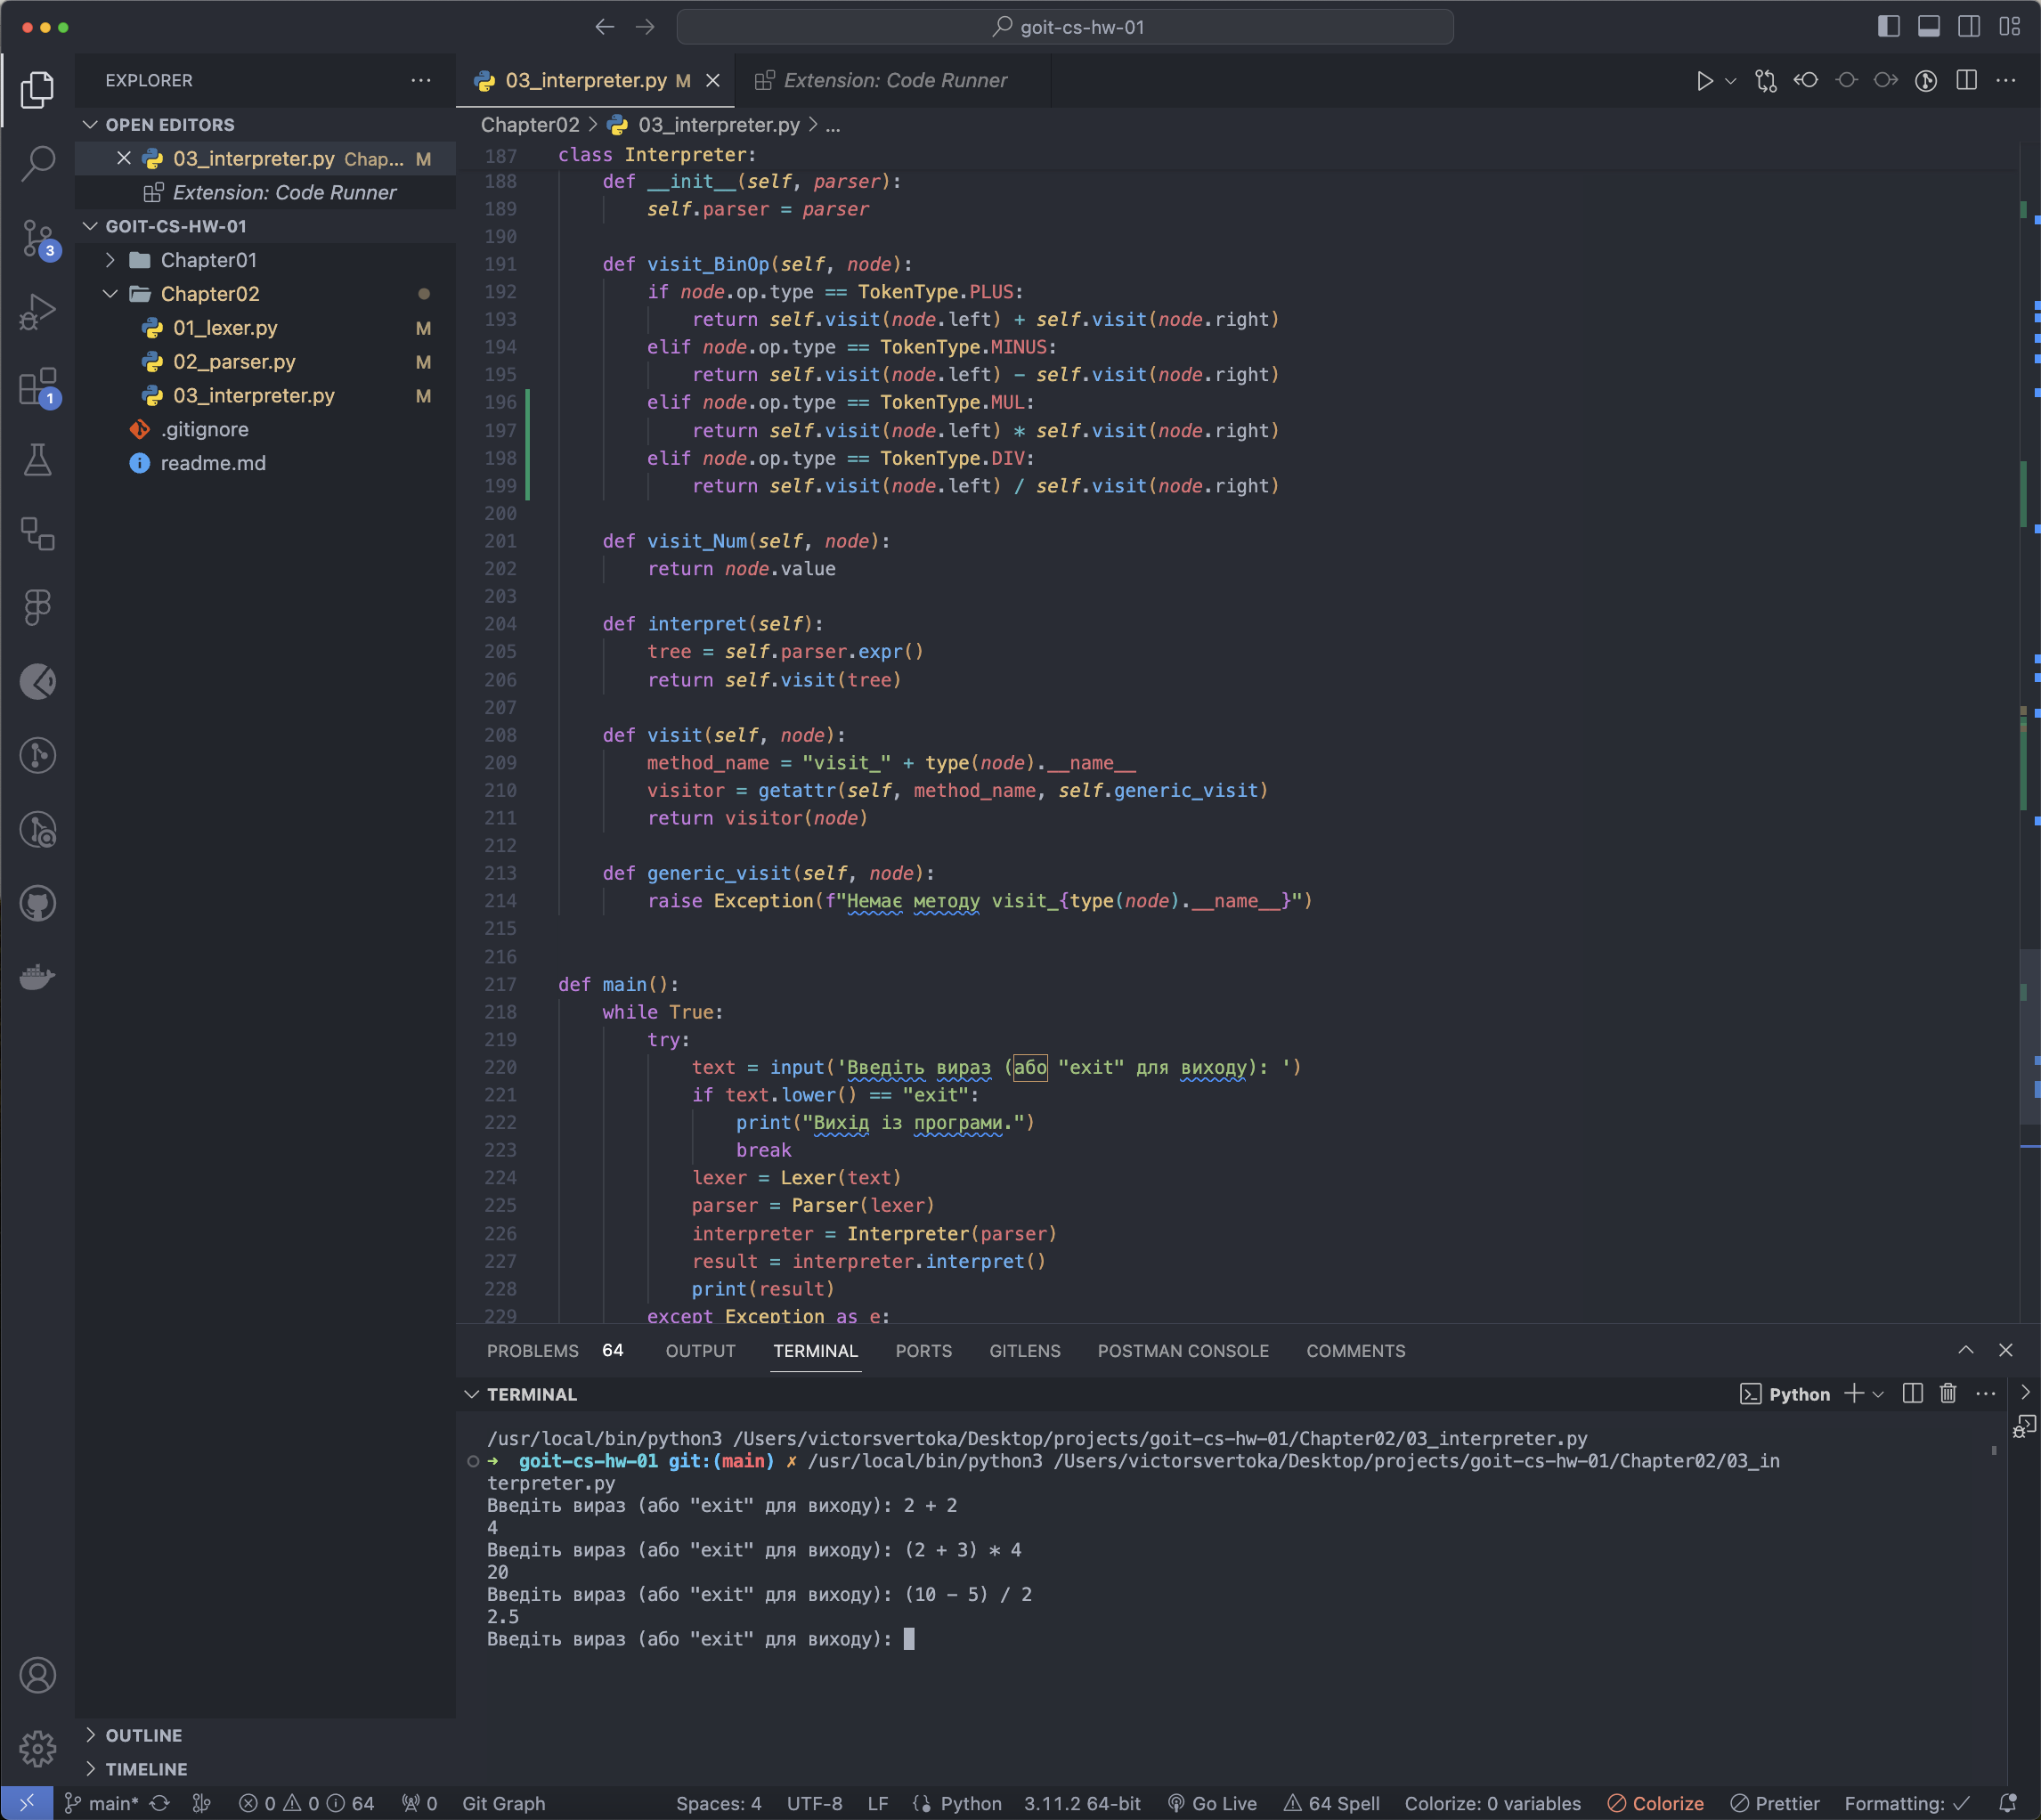 goit-cs-hw-01
EXPLORER
OPEN EDITORS
03_interpreter.py Chap... M
Extension: Code Runner
GOIT-CS-HW-01
Chapter01
Chapter02
01_lexer.py M
02_parser.py M
03_interpreter.py M
.gitignore
readme.md
3
1
OUTLINE
TIMELINE
03_interpreter.py M
Extension: Code Runner
Chapter02 > 03_interpreter.py > ...
187 class Interpreter:
188 def __init__(self, parser):
189 self.parser = parser
190
191 def visit_BinOp(self, node):
192 if node.op.type == TokenType.PLUS:
193 return self.visit(node.left) + self.visit(node.right)
194 elif node.op.type == TokenType.MINUS:
195 return self.visit(node.left) - self.visit(node.right)
196 elif node.op.type == TokenType.MUL:
197 return self.visit(node.left) * self.visit(node.right)
198 elif node.op.type == TokenType.DIV:
199 return self.visit(node.left) / self.visit(node.right)
200
201 def visit_Num(self, node):
202 return node.value
203
204 def interpret(self):
205 tree = self.parser.expr()
206 return self.visit(tree)
207
208 def visit(self, node):
209 method_name = "visit_" + type(node).__name__
210 visitor = getattr(self, method_name, self.generic_visit)
211 return visitor(node)
212
213 def generic_visit(self, node):
214 raise Exception(f"Немає методу visit_{type(node).__name__}")
215
216
217 def main():
218 while True:
219 try:
220 text = input('Введіть вираз (або "exit" для виходу): ')
221 if text.lower() == "exit":
222 print("Вихід із програми.")
223 break
224 lexer = Lexer(text)
225 parser = Parser(lexer)
226 interpreter = Interpreter(parser)
227 result = interpreter.interpret()
228 print(result)
229 except Exception as e:
PROBLEMS 64 OUTPUT TERMINAL PORTS GITLENS POSTMAN CONSOLE COMMENTS
TERMINAL
Python
/usr/local/bin/python3 /Users/victorsvertoka/Desktop/projects/goit-cs-hw-01/Chapter02/03_interpreter.py
➜ goit-cs-hw-01 git:(main) ✗ /usr/local/bin/python3 /Users/victorsvertoka/Desktop/projects/goit-cs-hw-01/Chapter02/03_in
terpreter.py
Введіть вираз (або "exit" для виходу): 2 + 2
4
Введіть вираз (або "exit" для виходу): (2 + 3) * 4
20
Введіть вираз (або "exit" для виходу): (10 - 5) / 2
2.5
Введіть вираз (або "exit" для виходу):
main* 0 0 64 0 Git Graph Spaces: 4 UTF-8 LF Python 3.11.2 64-bit Go Live 64 Spell Colorize: 0 variables Colorize Prettier Formatting: ✓